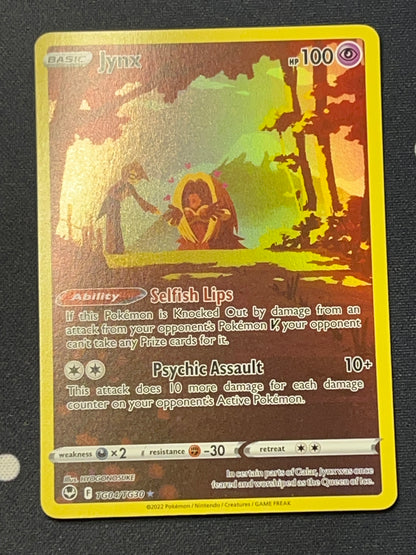 BASIC Jynx HP 100
Ability Selfish Lips
If this Pokémon is Knocked Out by damage from an
attack from your opponent's Pokémon V, your opponent
can't take any Prize cards for it.
Psychic Assault 10+
This attack does 10 more damage for each damage
counter on your opponent's Active Pokémon.
weakness ×2 resistance -30 retreat
Illus. HYOGONOSUKE
F TG04/TG30
In certain parts of Galar, Jynx was once
feared and worshiped as the Queen of Ice.
©2022 Pokémon / Nintendo / Creatures / GAME FREAK